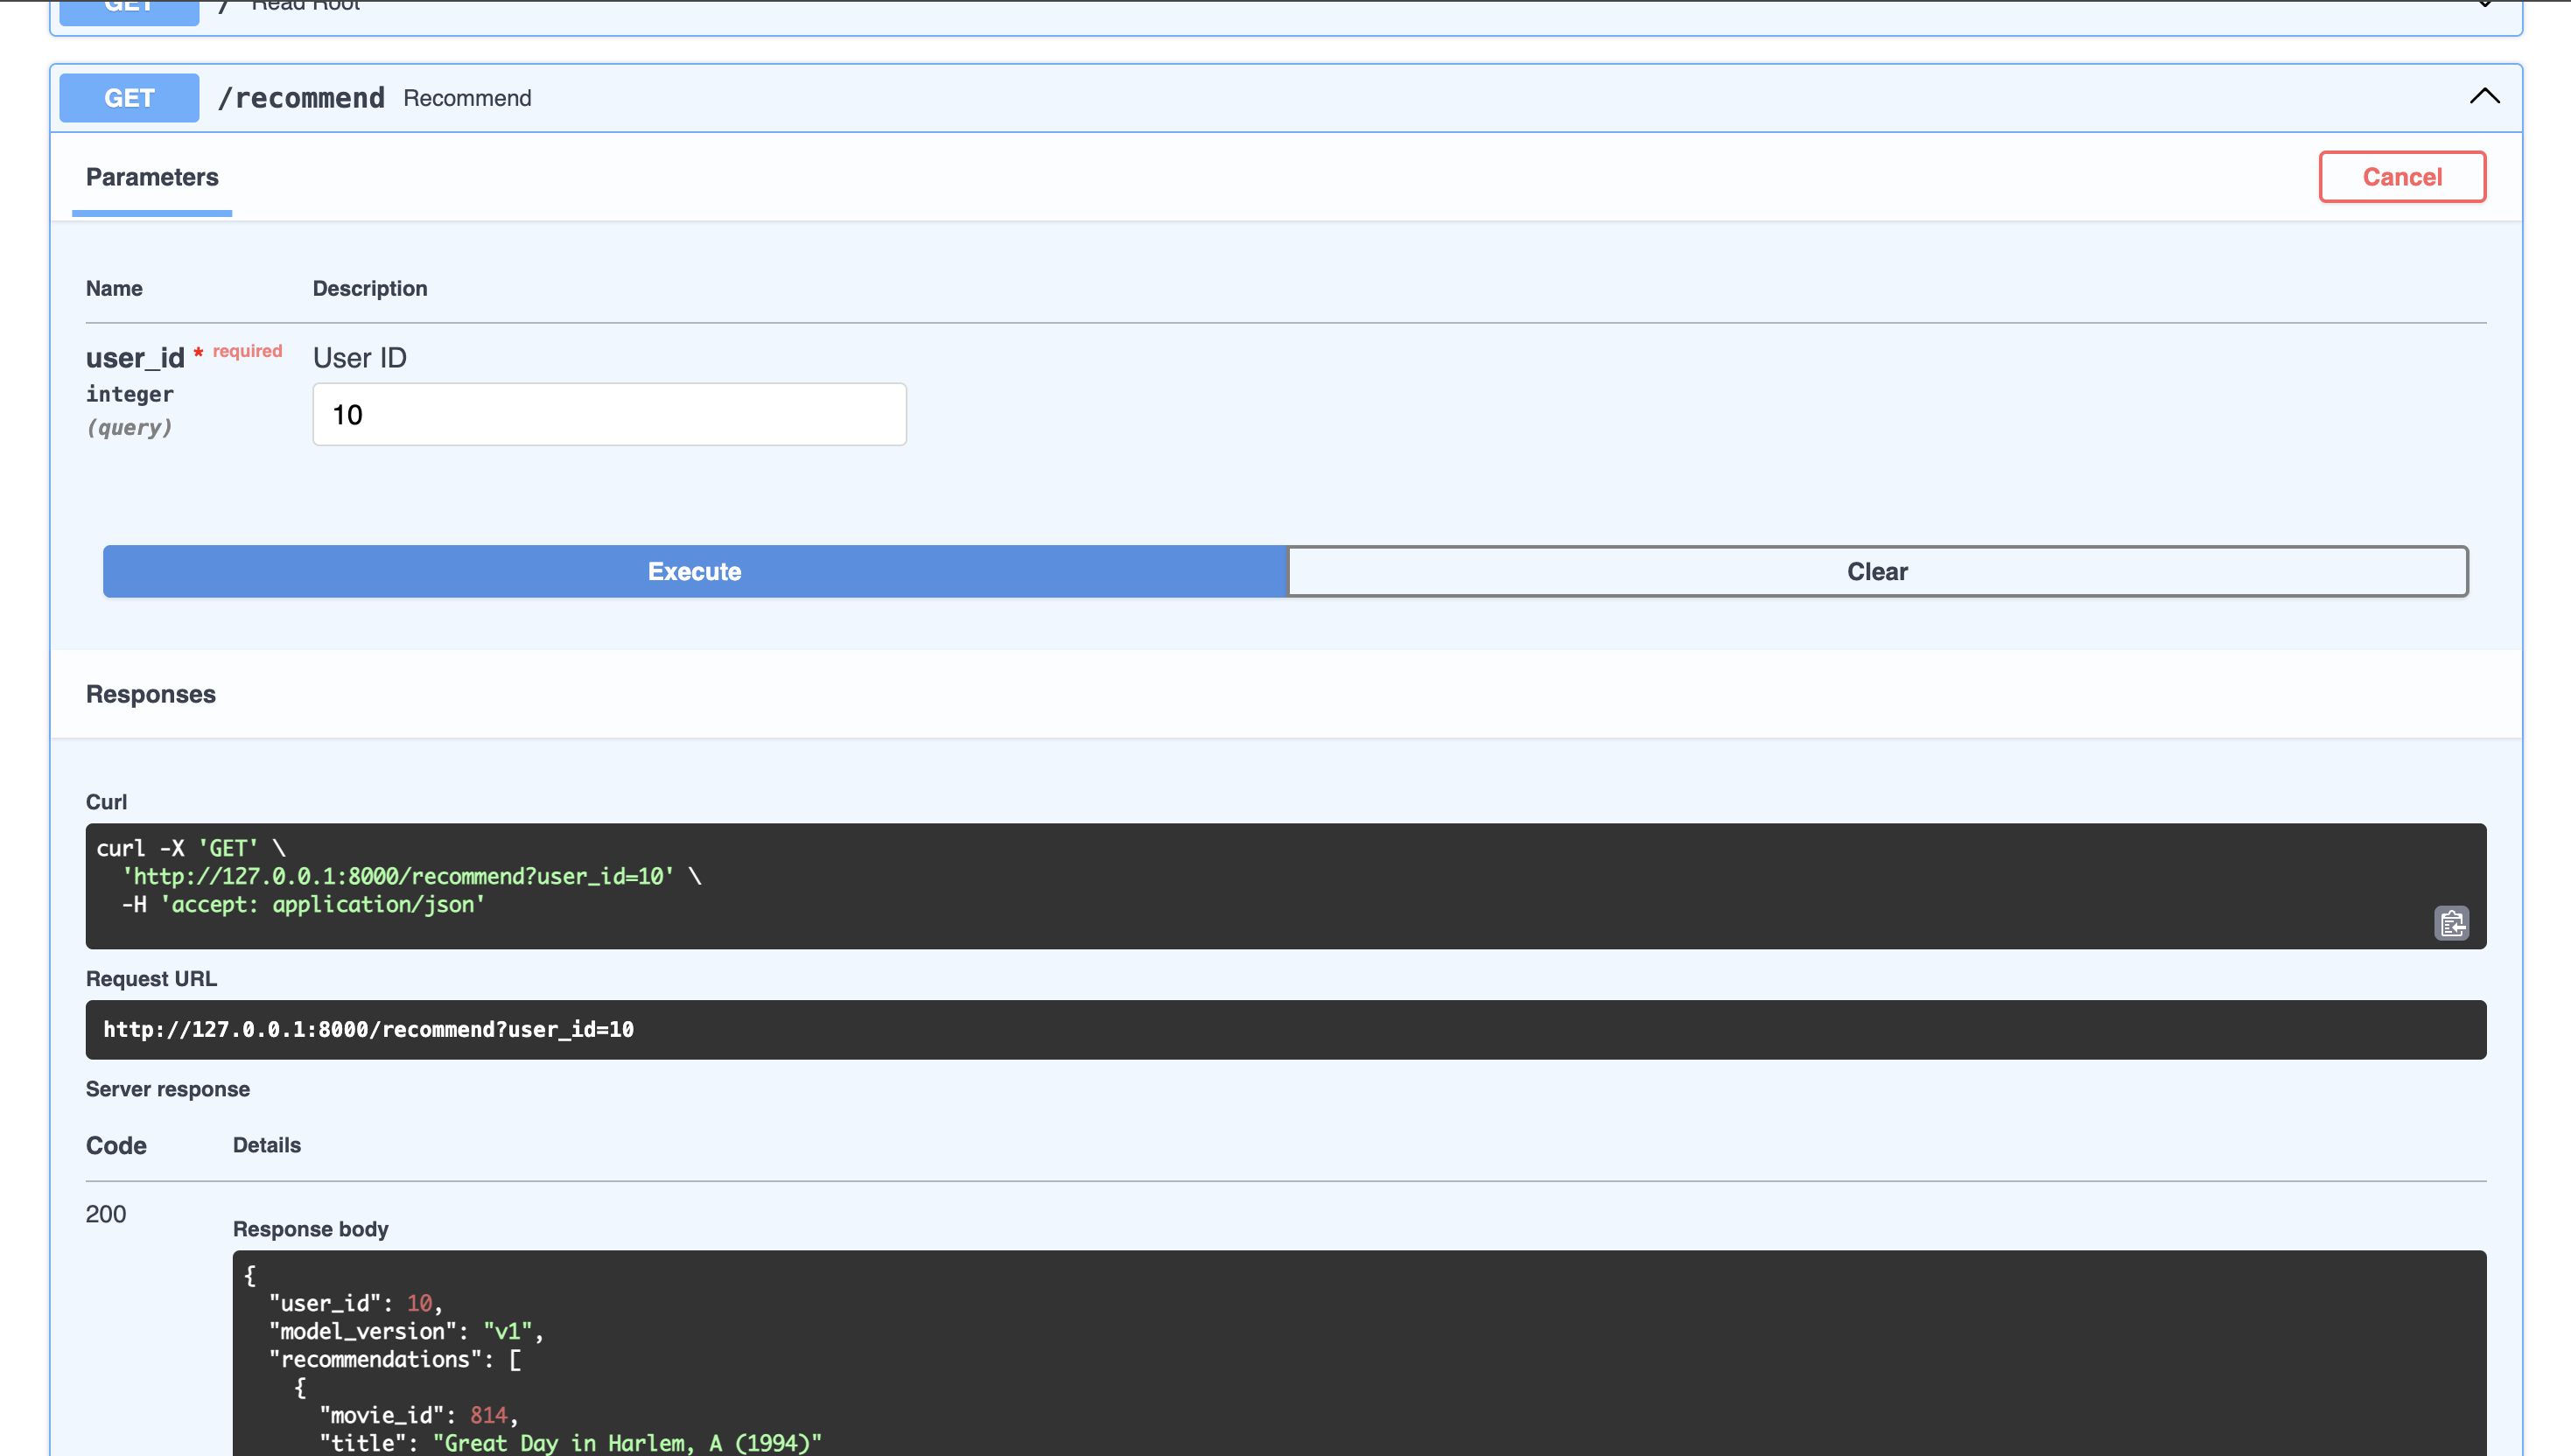 GET / Read Root
GET /recommend Recommend
Parameters
Cancel
Name Description
user_id * required User ID
integer
10
(query)
Execute Clear
Responses
Curl
curl -X 'GET' \
  'http://127.0.0.1:8000/recommend?user_id=10' \
  -H 'accept: application/json'
Request URL
http://127.0.0.1:8000/recommend?user_id=10
Server response
Code Details
200
Response body
{
  "user_id": 10,
  "model_version": "v1",
  "recommendations": [
    {
      "movie_id": 814,
      "title": "Great Day in Harlem, A (1994)"